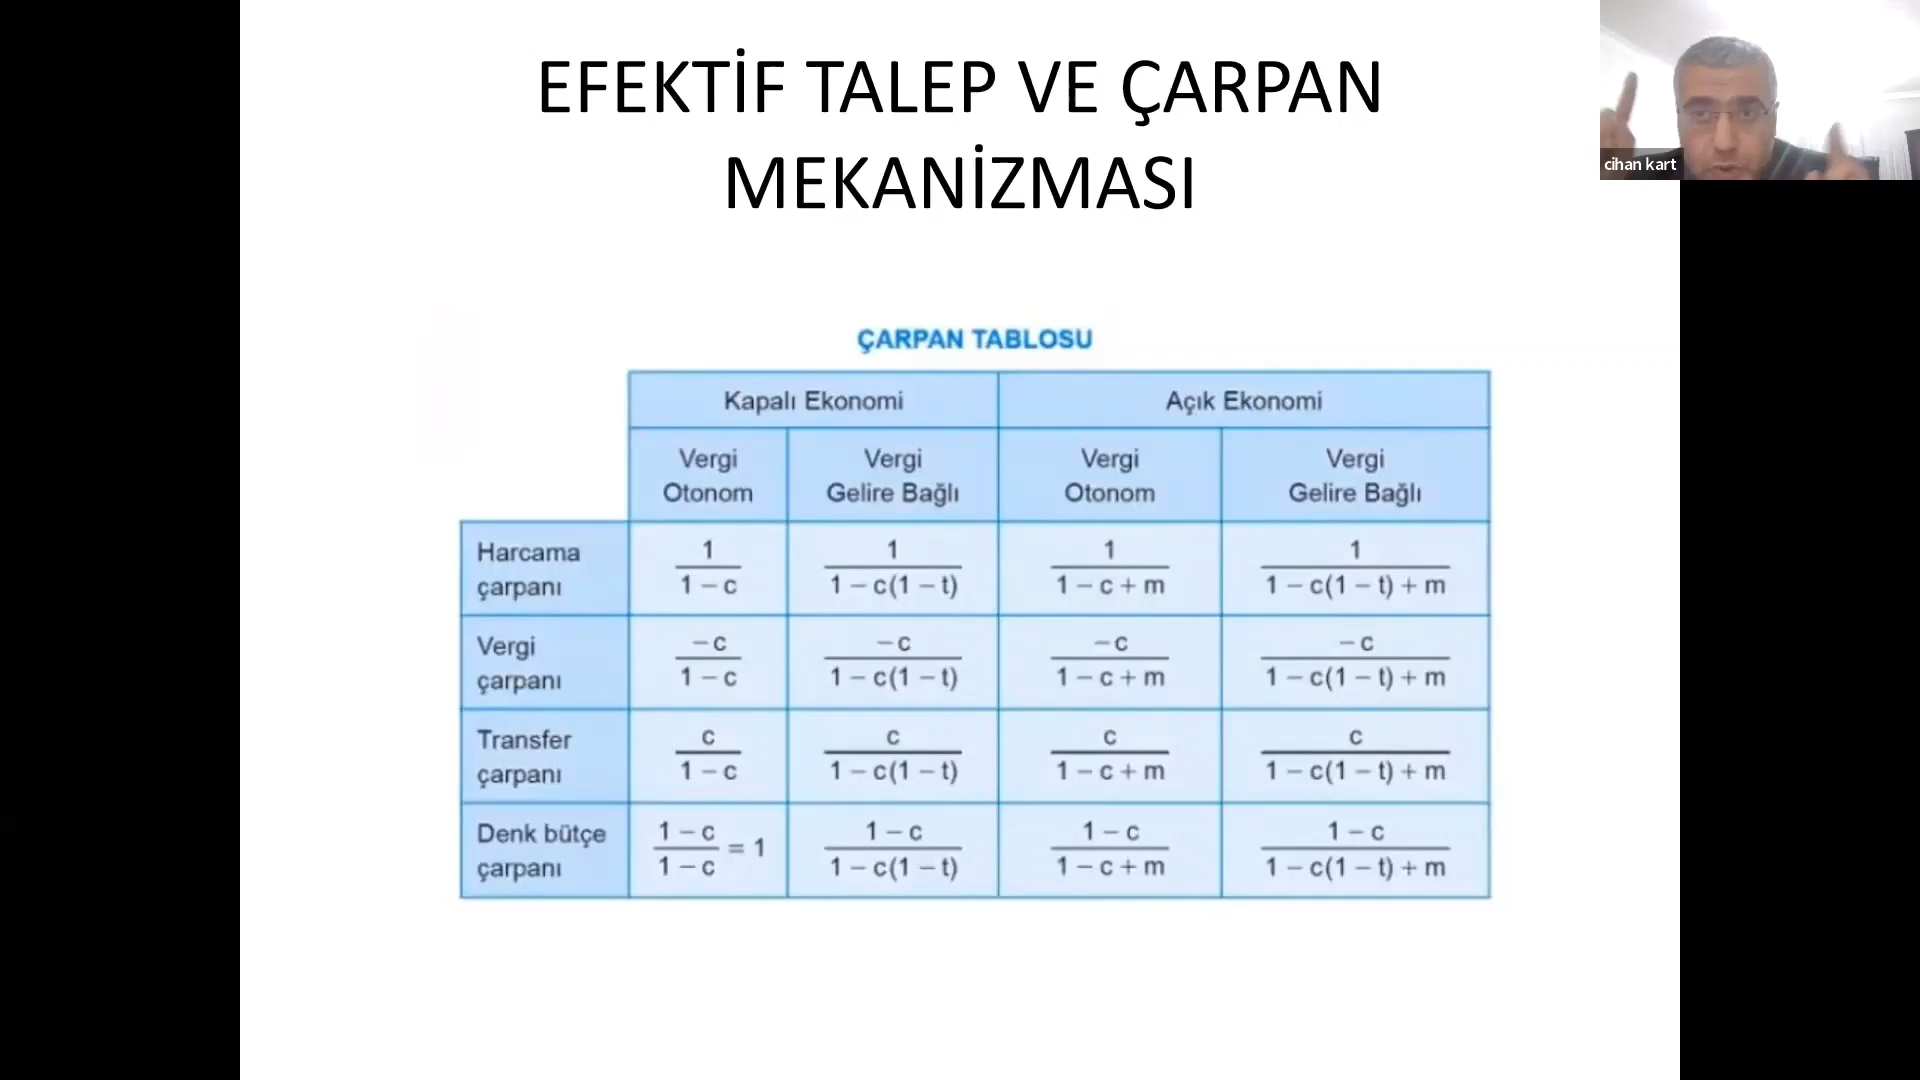 EFEKTİF TALEP VE ÇARPAN
MEKANİZMASI
cihan kart
ÇARPAN TABLOSU
Kapalı Ekonomi
Açık Ekonomi
Vergi
Otonom
Vergi
Gelire Bağlı
Vergi
Otonom
Vergi
Gelire Bağlı
Harcama
çarpanı
1
1 – c
1
1 – c(1 – t)
1
1 – c + m
1
1 – c(1 – t) + m
Vergi
çarpanı
– c
1 – c
– c
1 – c(1 – t)
– c
1 – c + m
– c
1 – c(1 – t) + m
Transfer
çarpanı
c
1 – c
c
1 – c(1 – t)
c
1 – c + m
c
1 – c(1 – t) + m
Denk bütçe
çarpanı
1 – c
1 – c
= 1
1 – c
1 – c(1 – t)
1 – c
1 – c + m
1 – c
1 – c(1 – t) + m